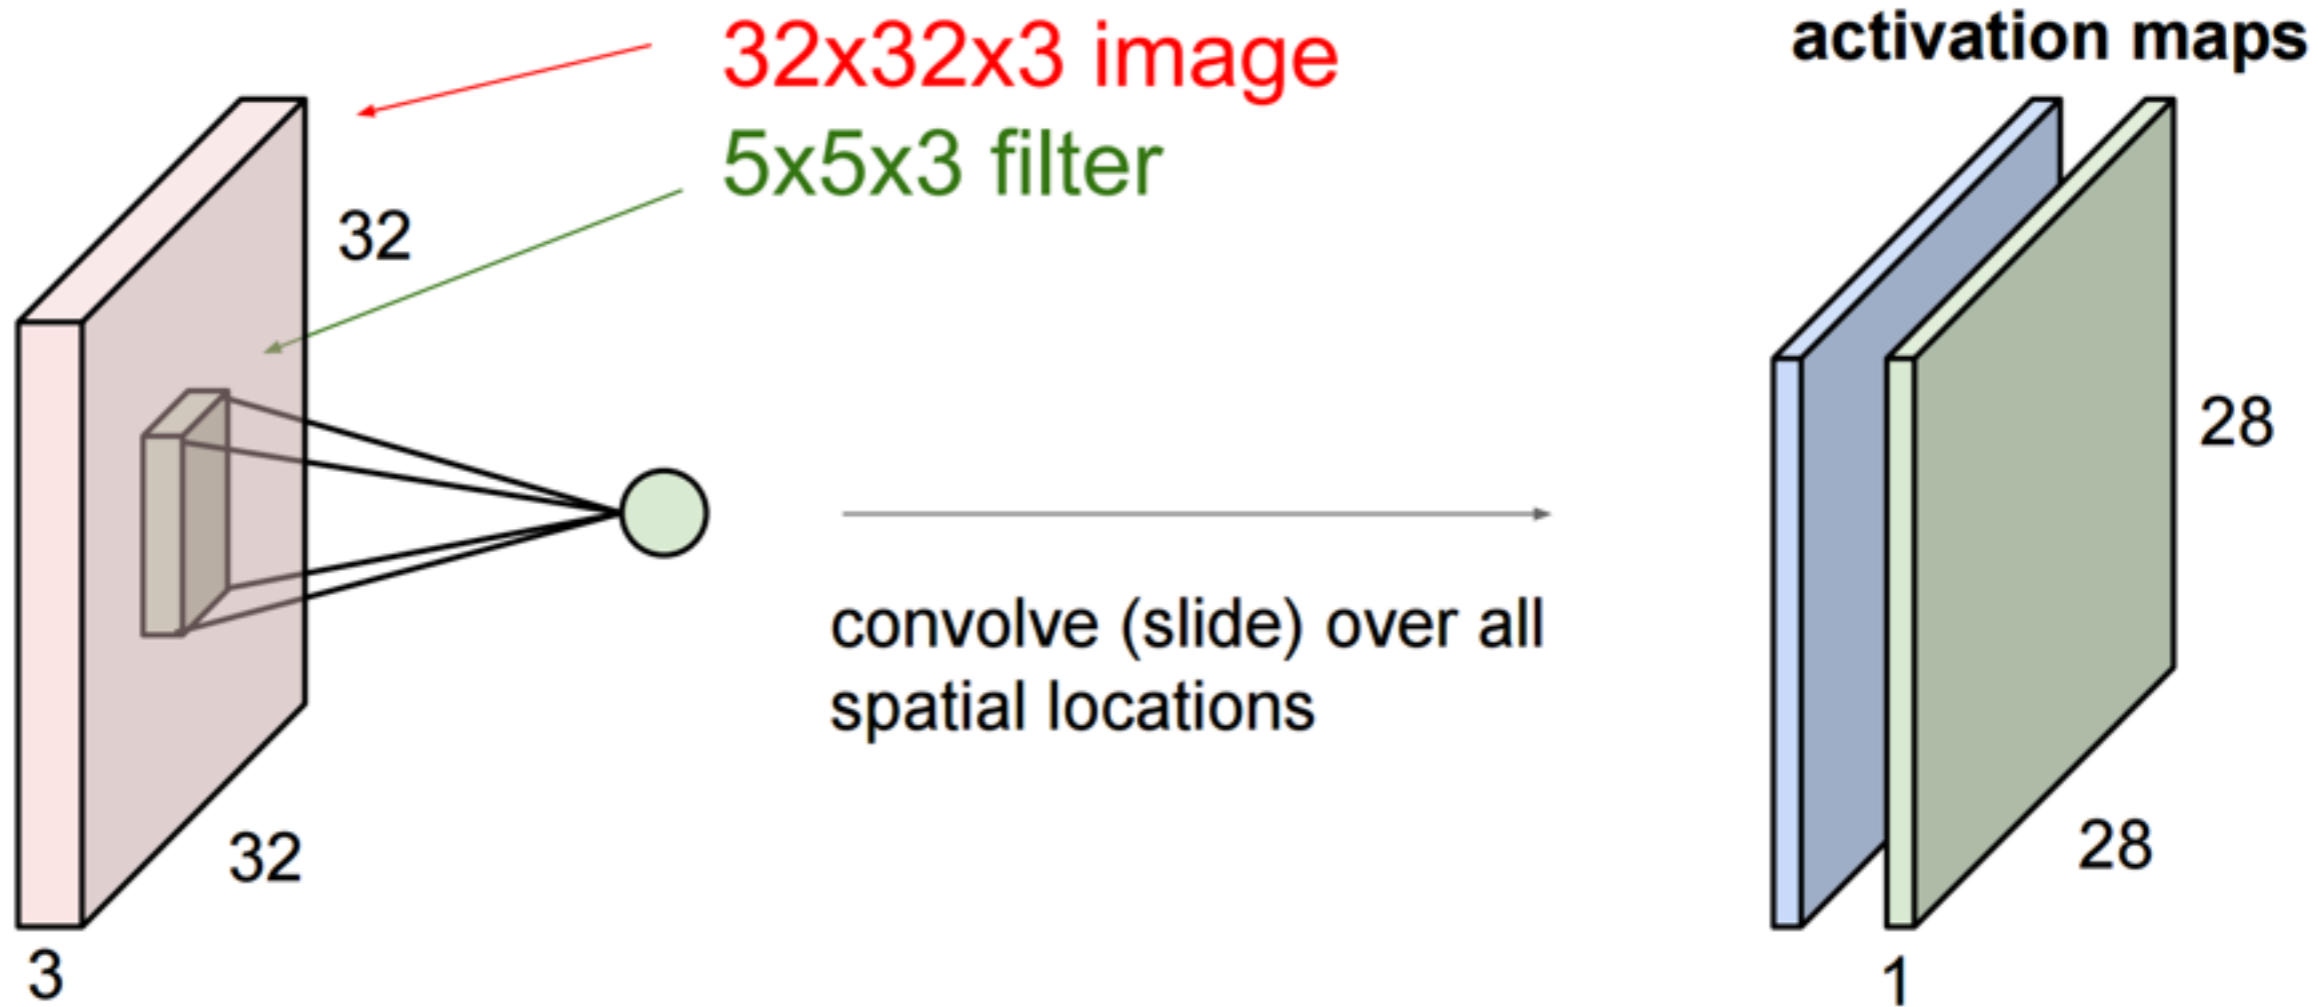 32x32x3 image
5x5x3 filter
32
32
3
convolve (slide) over all
spatial locations
activation maps
28
28
1